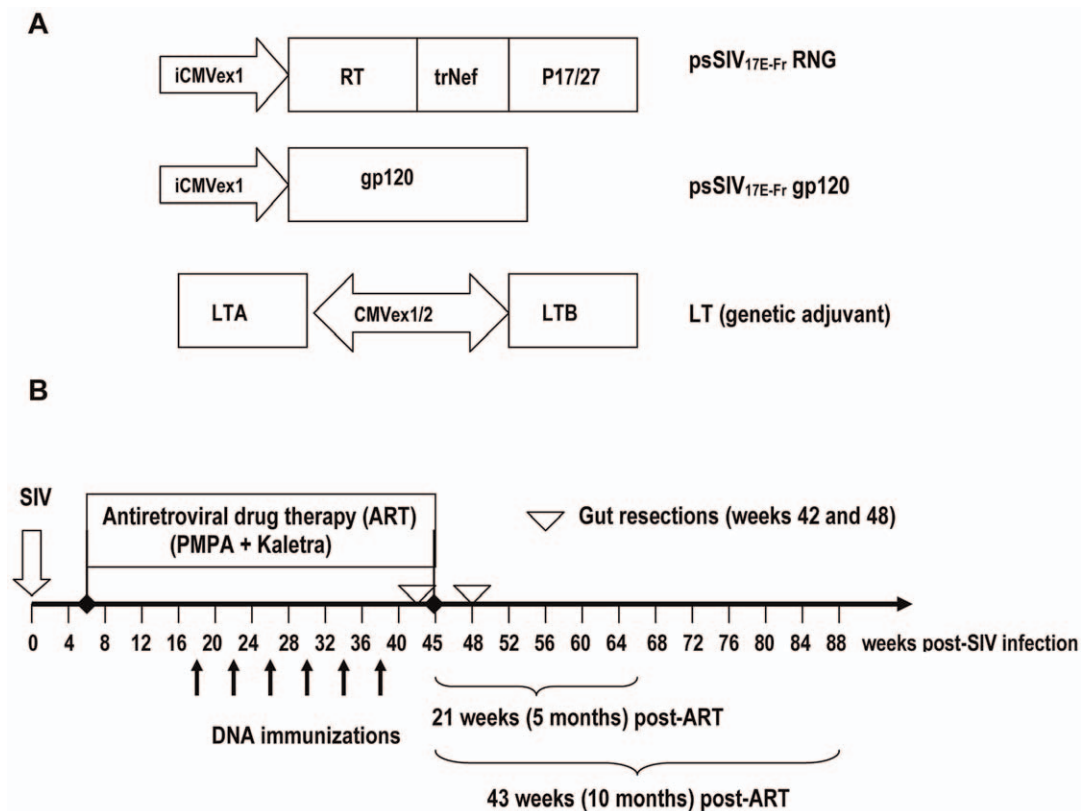 A
iCMVex1
RT
trNef
P17/27
psSIV17E-Fr RNG
iCMVex1
gp120
psSIV17E-Fr gp120
LTA
CMVex1/2
LTB
LT (genetic adjuvant)
B
SIV
Antiretroviral drug therapy (ART)
(PMPA + Kaletra)
Gut resections (weeks 42 and 48)
0 4 8 12 16 20 24 28 32 36 40 45 48 52 56 60 64 68 72 76 80 84 88 weeks post-SIV infection
DNA immunizations
21 weeks (5 months) post-ART
43 weeks (10 months) post-ART